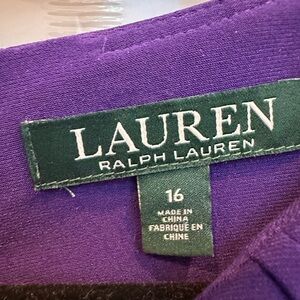 LAUREN
RALPH LAUREN
16
MADE IN
CHINA
FABRIQUÉ EN
CHINE